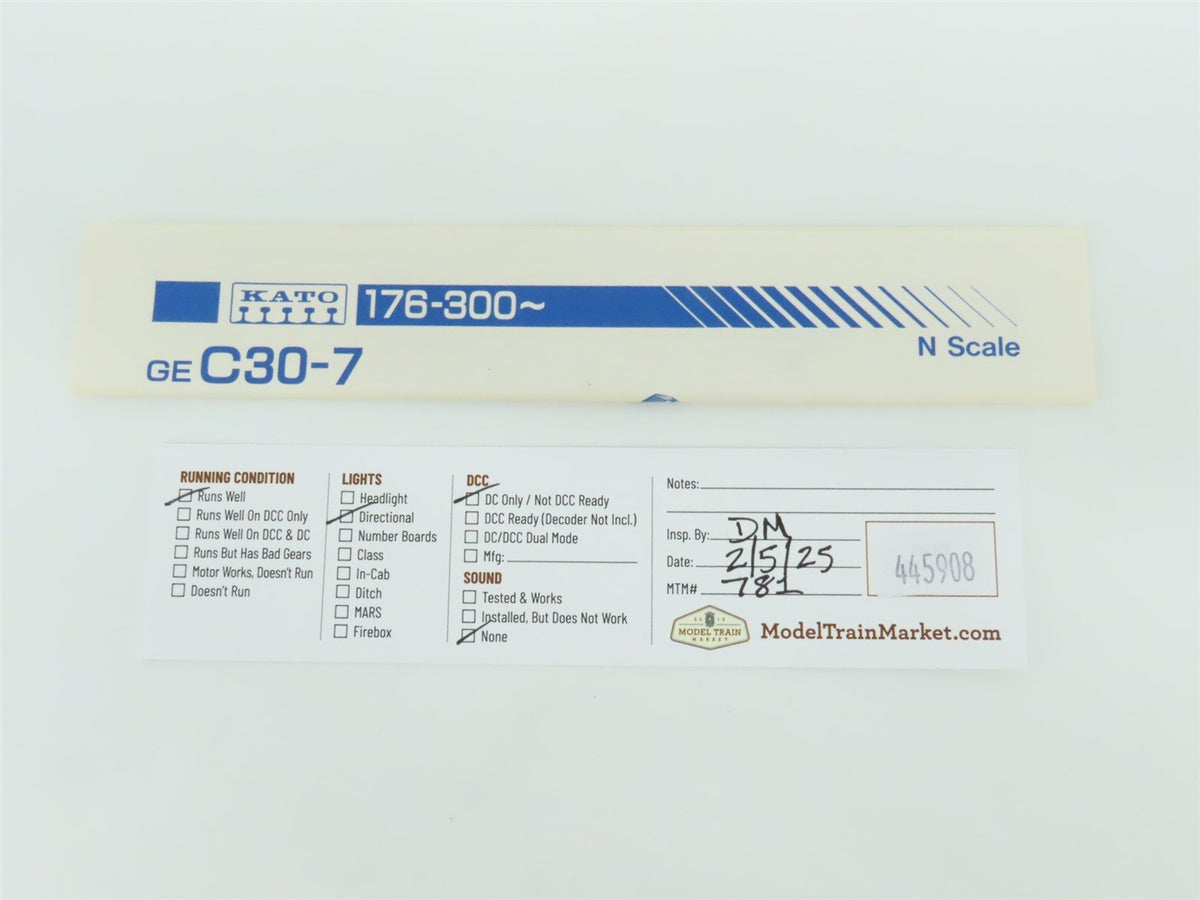 KATO 176-300~
N Scale
GE C30-7
RUNNING CONDITION
Runs Well
Runs Well On DCC Only
Runs Well On DCC & DC
Runs But Has Bad Gears
Motor Works, Doesn't Run
Doesn't Run
LIGHTS
Headlight
Directional
Number Boards
Class
In-Cab
Ditch
MARS
Firebox
DCC
DC Only / Not DCC Ready
DCC Ready (Decoder Not Incl.)
DC/DCC Dual Mode
Mfg:
SOUND
Tested & Works
Installed, But Does Not Work
None
Notes:
Insp. By: DM
Date: 2/5/25
MTM# 781
445908
MODEL TRAIN
MARKET
ModelTrainMarket.com